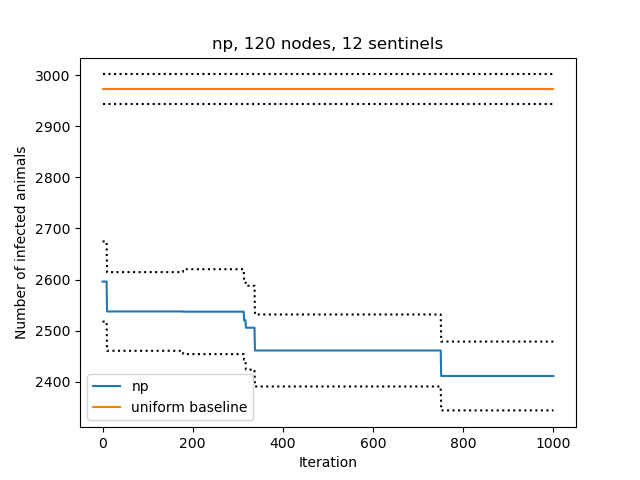 np, 120 nodes, 12 sentinels
Number of infected animals
3000
2900
2800
2700
2600
2500
2400
np
uniform baseline
0 200 400 600 800 1000
Iteration